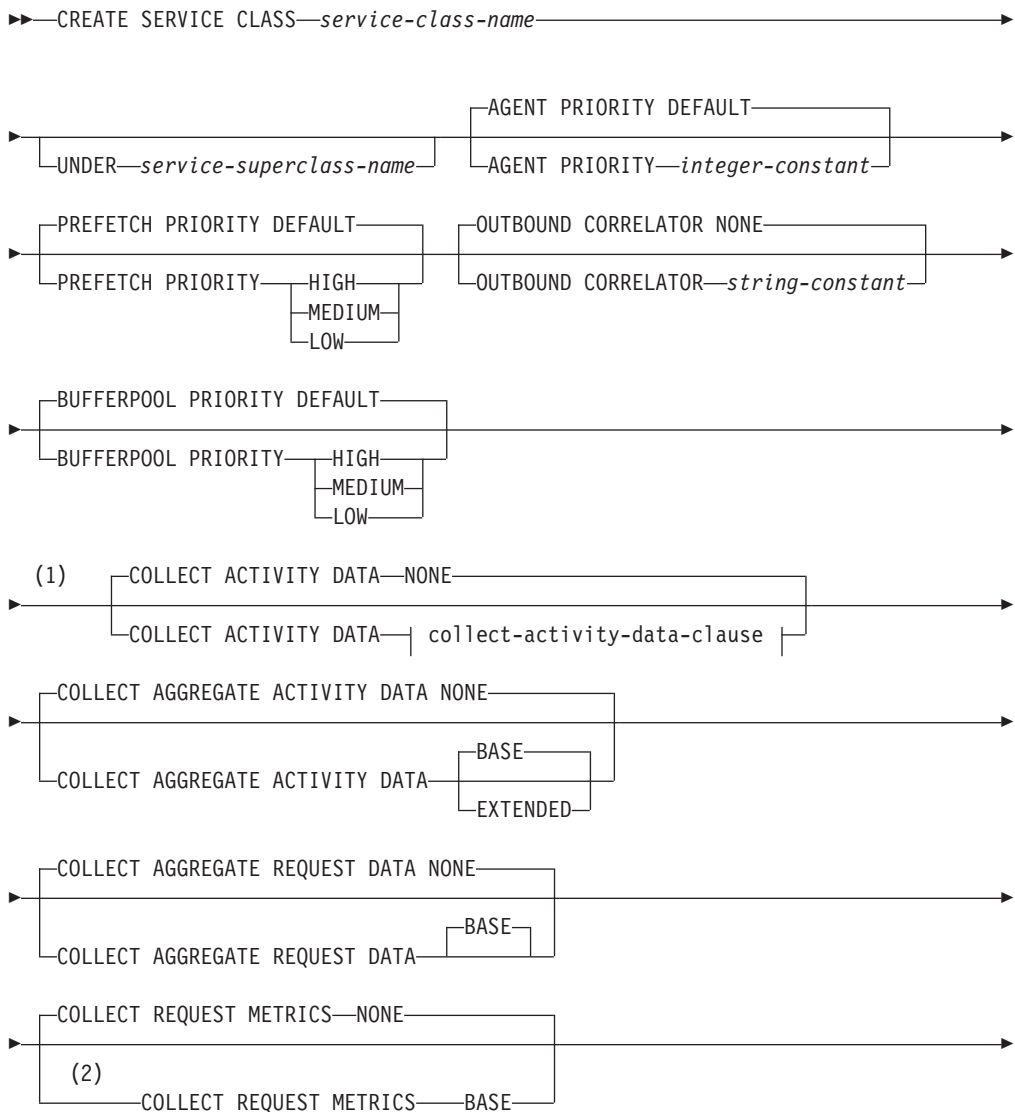 CREATE SERVICE CLASS service-class-name
AGENT PRIORITY DEFAULT
UNDER service-superclass-name AGENT PRIORITY integer-constant
PREFETCH PRIORITY DEFAULT OUTBOUND CORRELATOR NONE
PREFETCH PRIORITY HIGH OUTBOUND CORRELATOR string-constant
MEDIUM
LOW
BUFFERPOOL PRIORITY DEFAULT
BUFFERPOOL PRIORITY HIGH
MEDIUM
LOW
(1) COLLECT ACTIVITY DATA NONE
COLLECT ACTIVITY DATA collect-activity-data-clause
COLLECT AGGREGATE ACTIVITY DATA NONE
BASE
COLLECT AGGREGATE ACTIVITY DATA
EXTENDED
COLLECT AGGREGATE REQUEST DATA NONE
BASE
COLLECT AGGREGATE REQUEST DATA
COLLECT REQUEST METRICS NONE
(2)
COLLECT REQUEST METRICS BASE